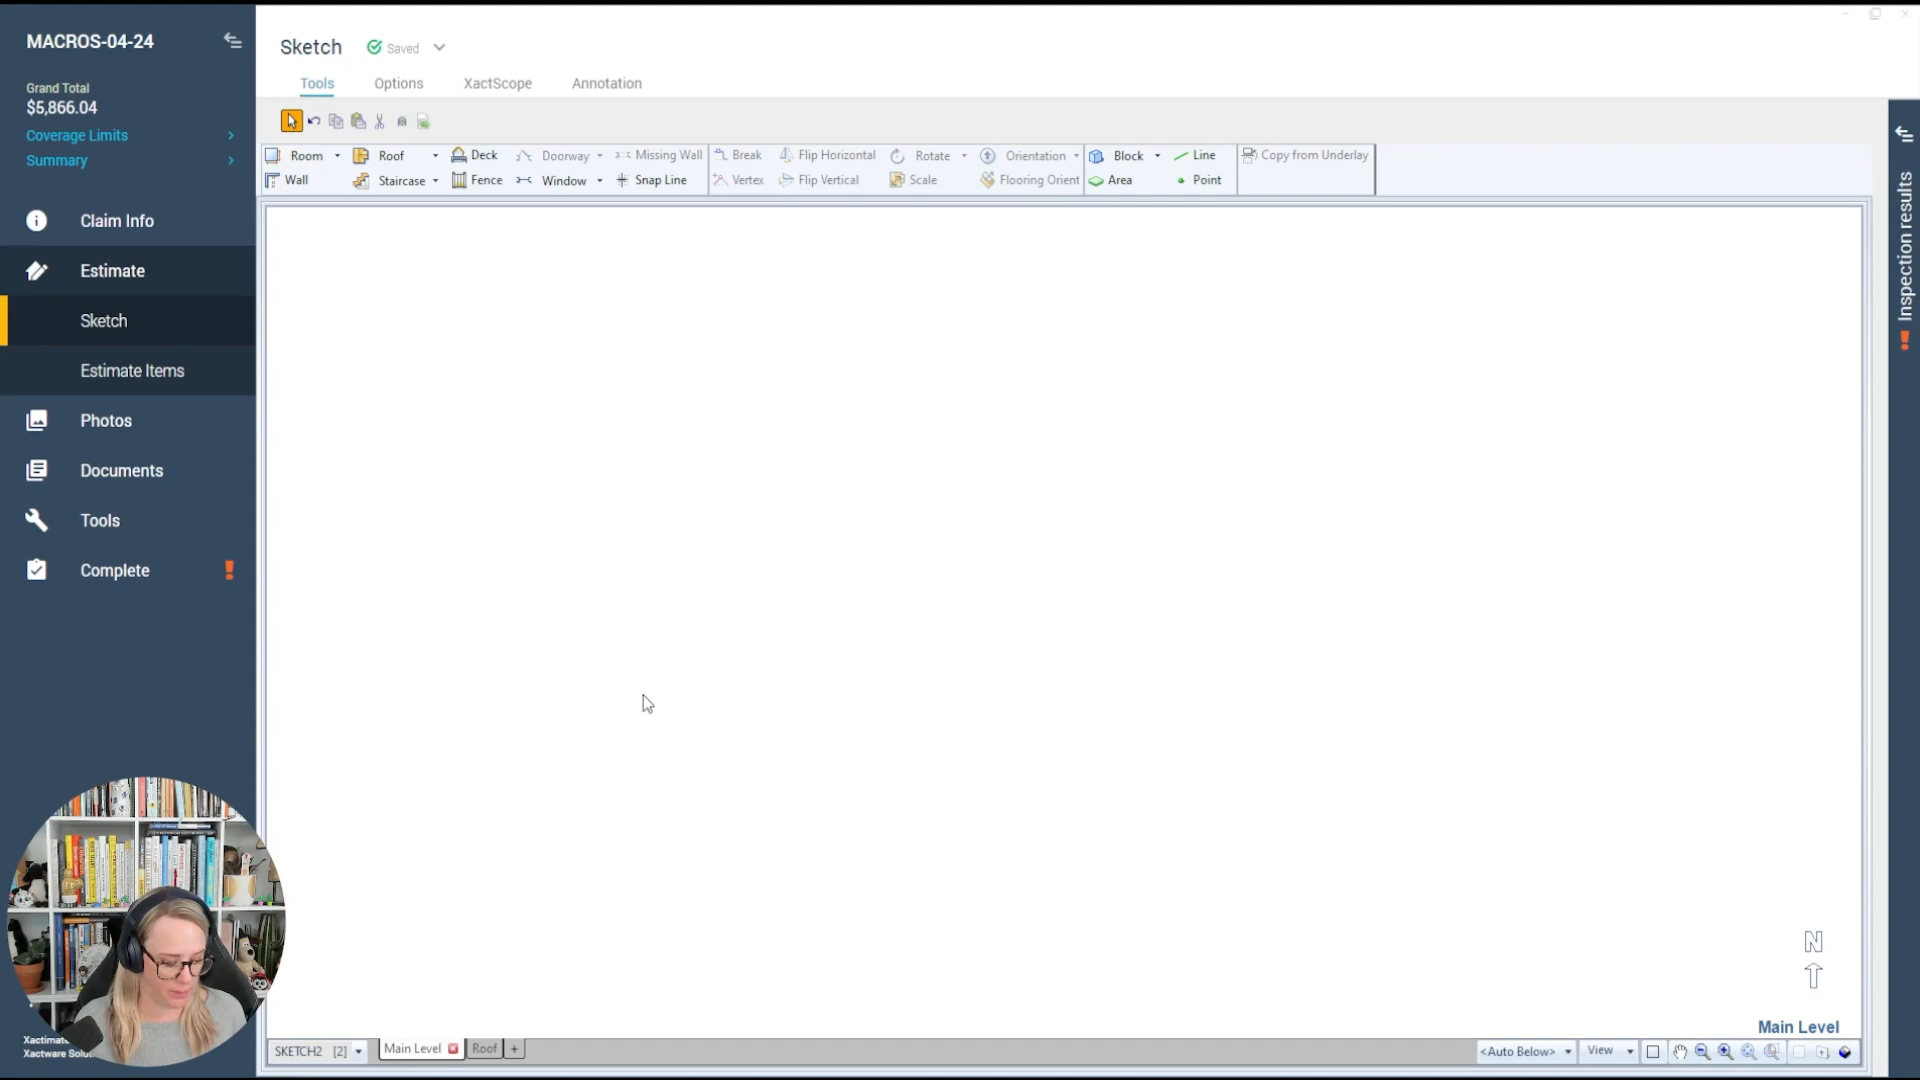 MACROS-04-24
Grand Total
$5,866.04
Coverage Limits
Summary
Claim Info
Estimate
Sketch
Estimate Items
Photos
Documents
Tools
Complete
Xactimate
Xactware
Sketch
Saved
Tools Options XactScope Annotation
Room Roof Deck Doorway Missing Wall Break Flip Horizontal Rotate Orientation Block Line Copy from Underlay
Wall Staircase Fence Window Snap Line Vertex Flip Vertical Scale Flooring Orient Area Point
Inspection results
N
Main Level
SKETCH2 [2] Main Level Roof + <Auto Below> View